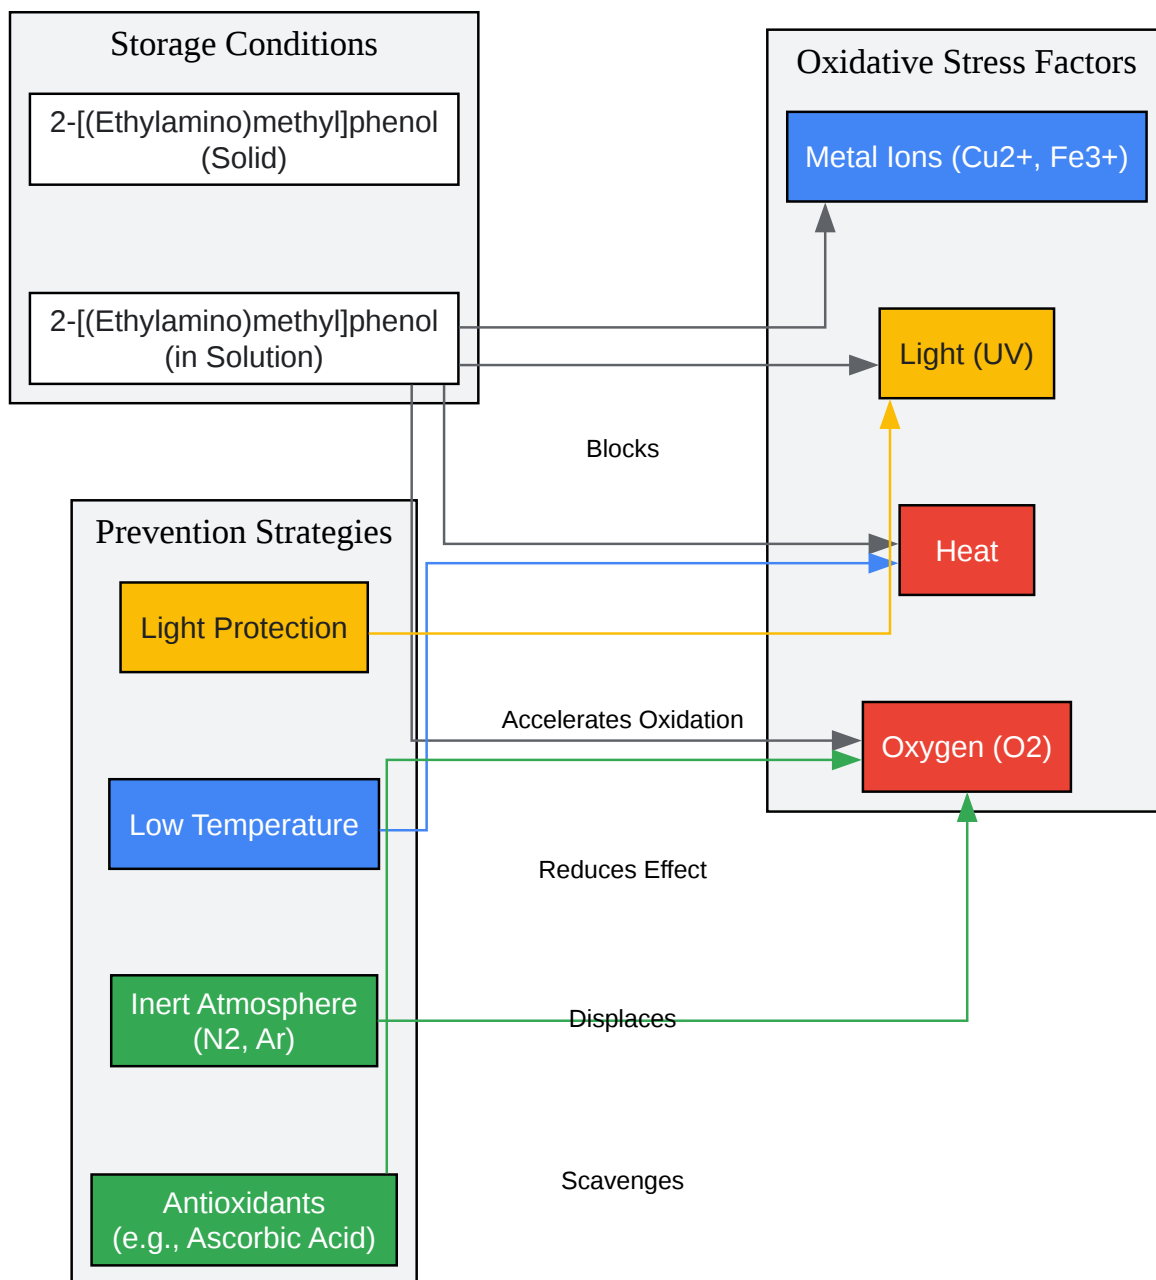 Storage Conditions
2-[(Ethylamino)methyl]phenol
(Solid)
2-[(Ethylamino)methyl]phenol
(in Solution)
Oxidative Stress Factors
Metal Ions (Cu2+, Fe3+)
Light (UV)
Heat
Oxygen (O2)
Blocks
Accelerates Oxidation
Reduces Effect
Displaces
Scavenges
Prevention Strategies
Light Protection
Low Temperature
Inert Atmosphere
(N2, Ar)
Antioxidants
(e.g., Ascorbic Acid)